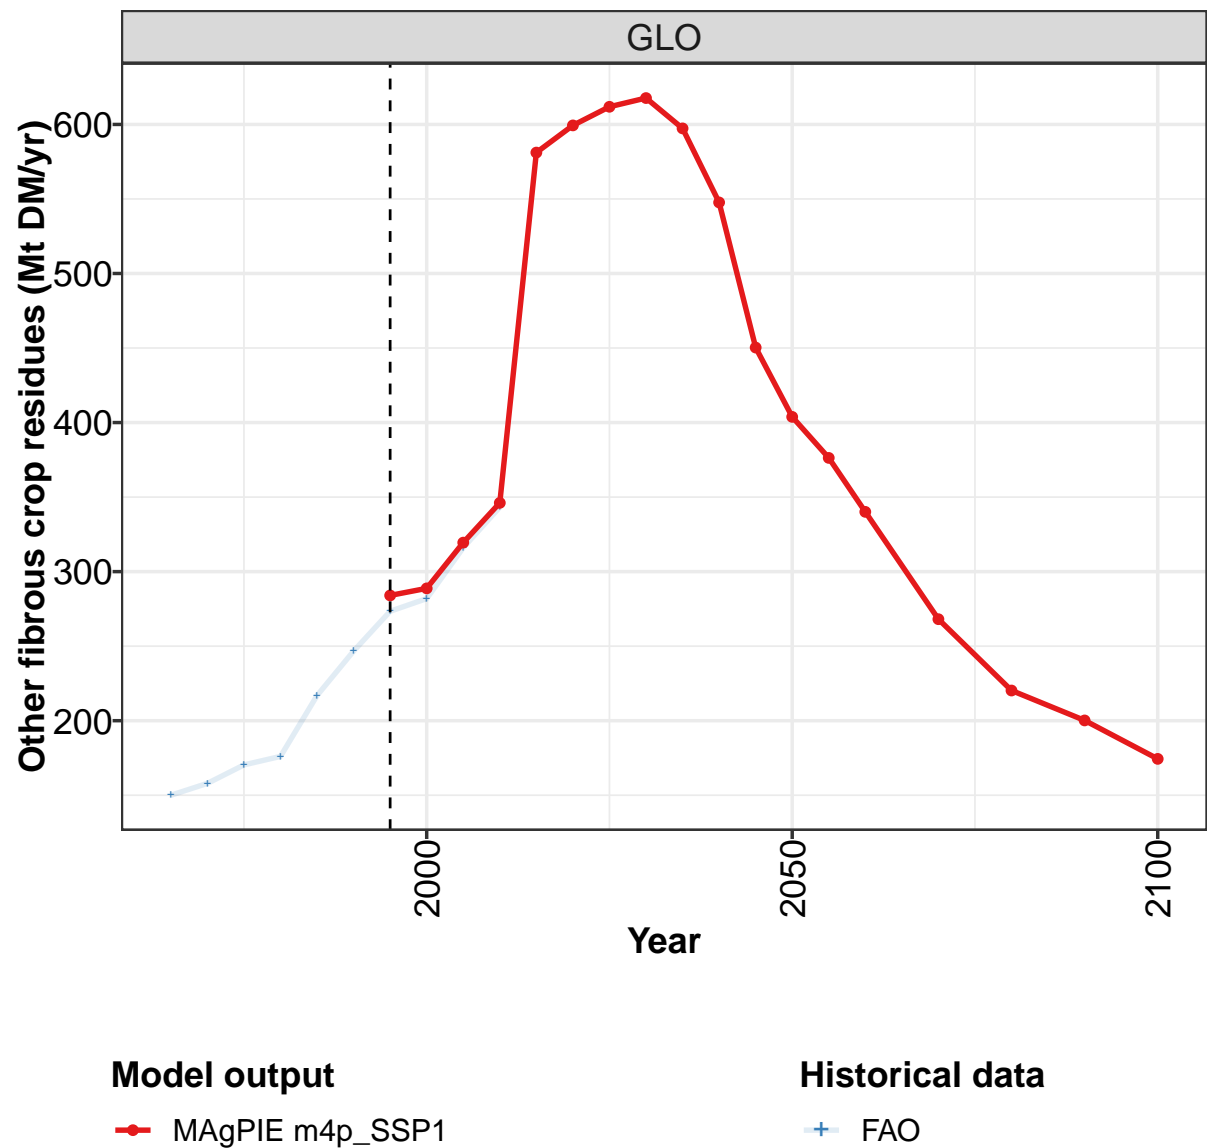 GLO
Other fibrous crop residues (Mt DM/yr)
600
500
400
300
200
2000
2050
2100
Year
Model output
MAgPIE m4p_SSP1
Historical data
FAO